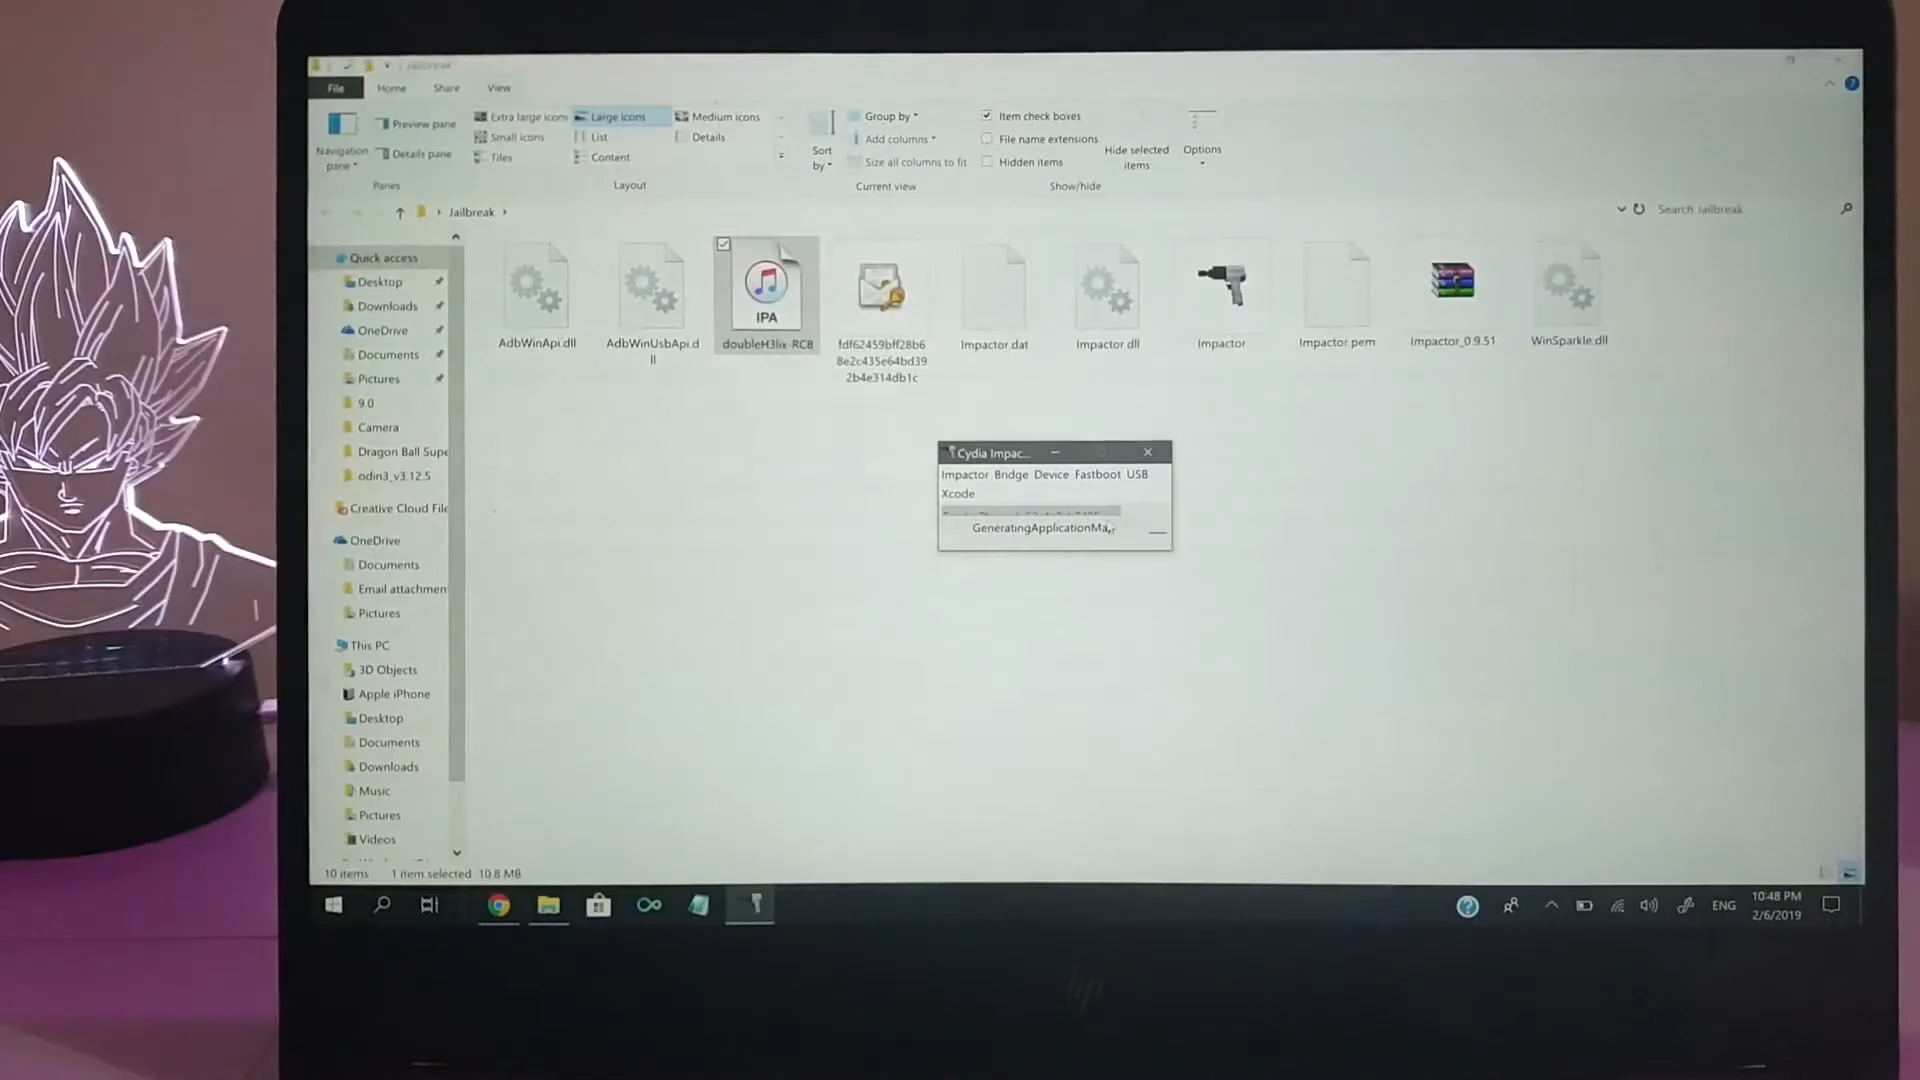 Jailbreak
File Home Share View
Navigation pane
Preview pane
Details pane
Panes
Extra large icons Large icons Medium icons
Small icons List Details
Tiles Content
Layout
Sort by
Group by
Add columns
Size all columns to fit
Current view
Item check boxes
File name extensions
Hidden items
Show/hide
Hide selected items
Options
Jailbreak
Search Jailbreak
Quick access
Desktop
Downloads
OneDrive
Documents
Pictures
9.0
Camera
Dragon Ball Supe
odin3_v3.12.5
Creative Cloud File
OneDrive
Documents
Email attachmen
Pictures
This PC
3D Objects
Apple iPhone
Desktop
Documents
Downloads
Music
Pictures
Videos
AdbWinApi.dll
AdbWinUsbApi.d
ll
IPA
doubleH3lix-RC8
fdf62459bff28b6
8e2c435e64bd39
2b4e314db1c
Impactor.dat
Impactor.dll
Impactor
Impactor.pem
Impactor_0.9.51
WinSparkle.dll
Cydia Impac...
Impactor Bridge Device Fastboot USB
Xcode
GeneratingApplicationMa
10 items 1 item selected 10.8 MB
ENG
10:48 PM
2/6/2019
hp